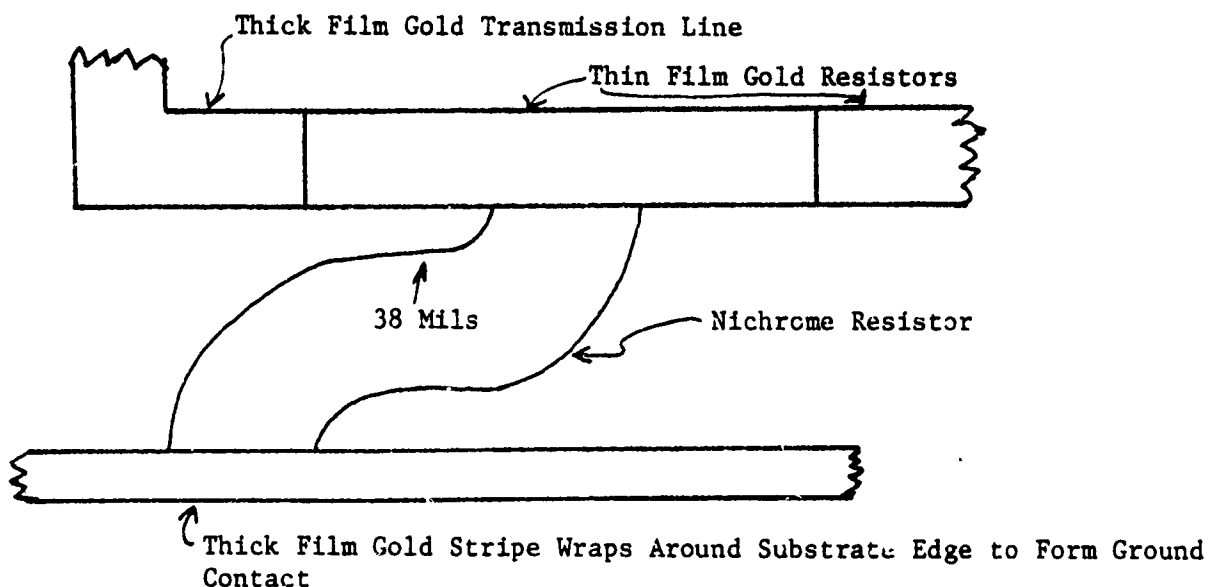 Thick Film Gold Transmission Line
Thin Film Gold Resistors
38 Mils
Nichrome Resistor
Thick Film Gold Stripe Wraps Around Substrate Edge to Form Ground
Contact